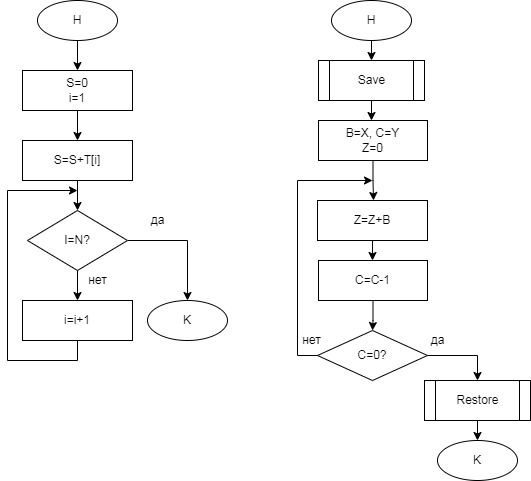 Н
S=0
i=1
S=S+T[i]
I=N?
да
нет
i=i+1
K
Н
Save
B=X, C=Y
Z=0
Z=Z+B
C=C-1
нет
C=0?
да
Restore
K